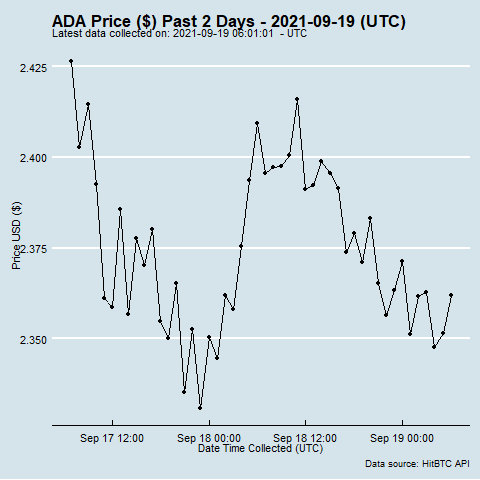 ADA Price ($) Past 2 Days - 2021-09-19 (UTC)
Latest data collected on: 2021-09-19 06:01:01 - UTC
2.425
2.400
2.375
2.350
Price USD ($)
Sep 17 12:00 Sep 18 00:00 Sep 18 12:00 Sep 19 00:00
Date Time Collected (UTC)
Data source: HitBTC API